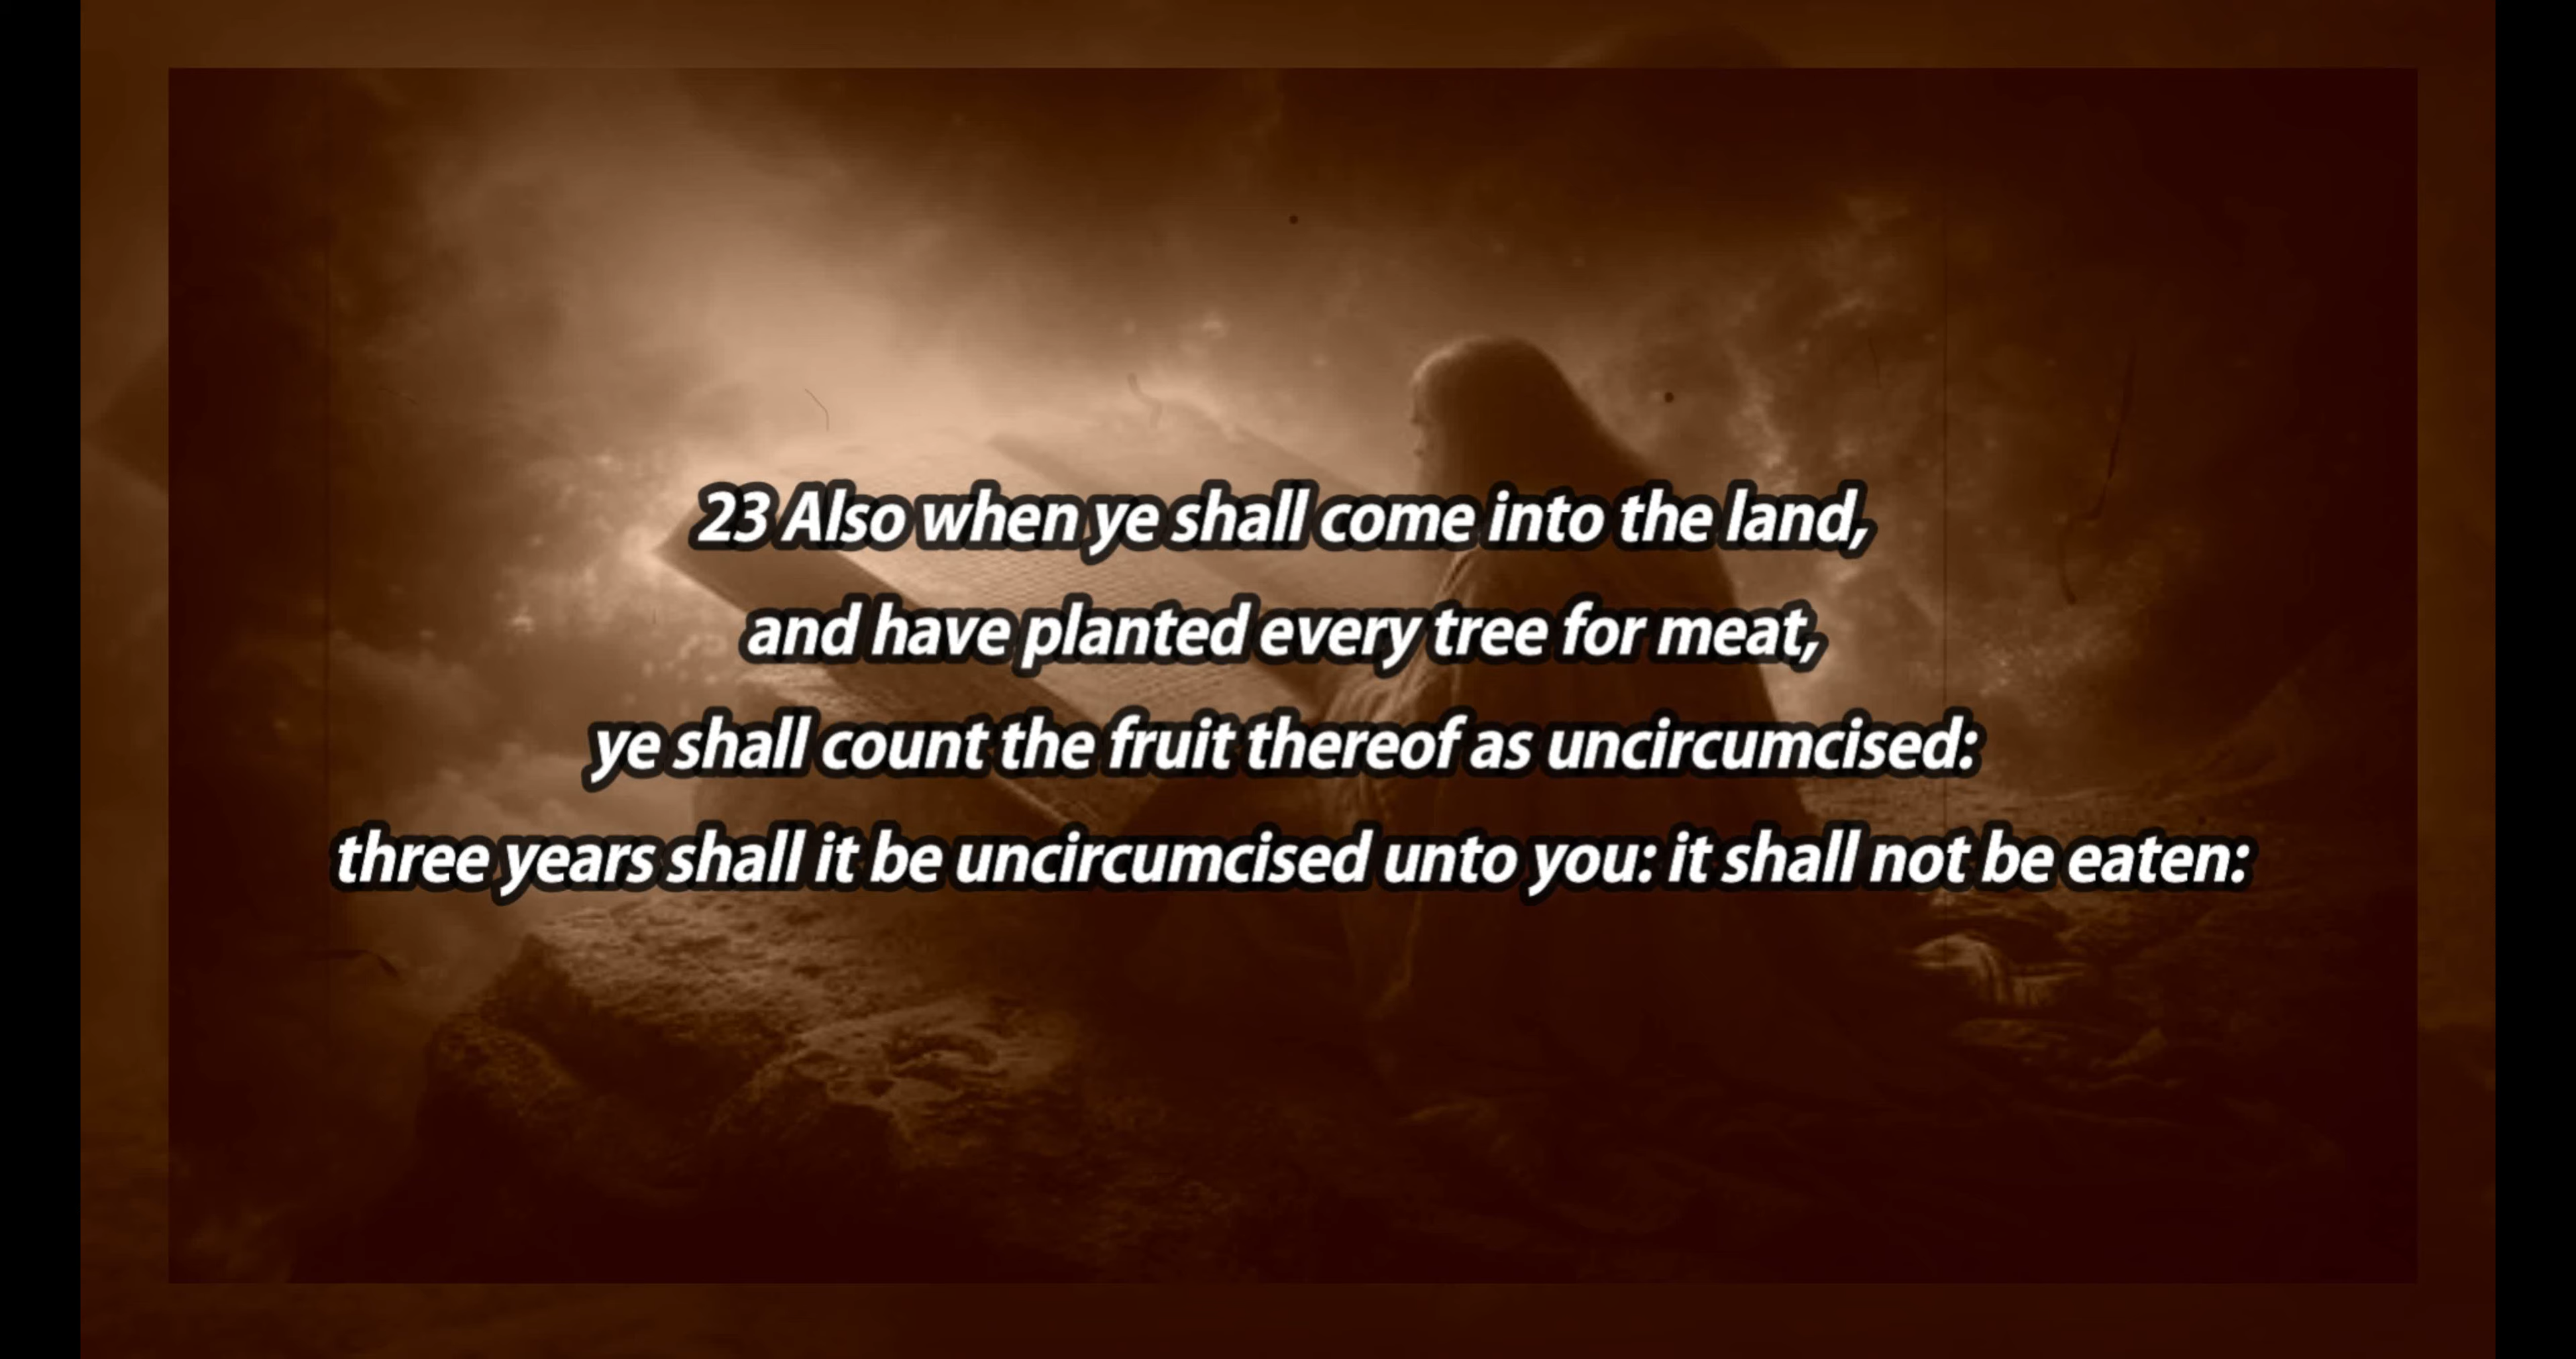 23 Also when ye shall come into the land,
and have planted every tree for meat,
ye shall count the fruit thereof as uncircumcised:
three years shall it be uncircumcised unto you: it shall not be eaten: